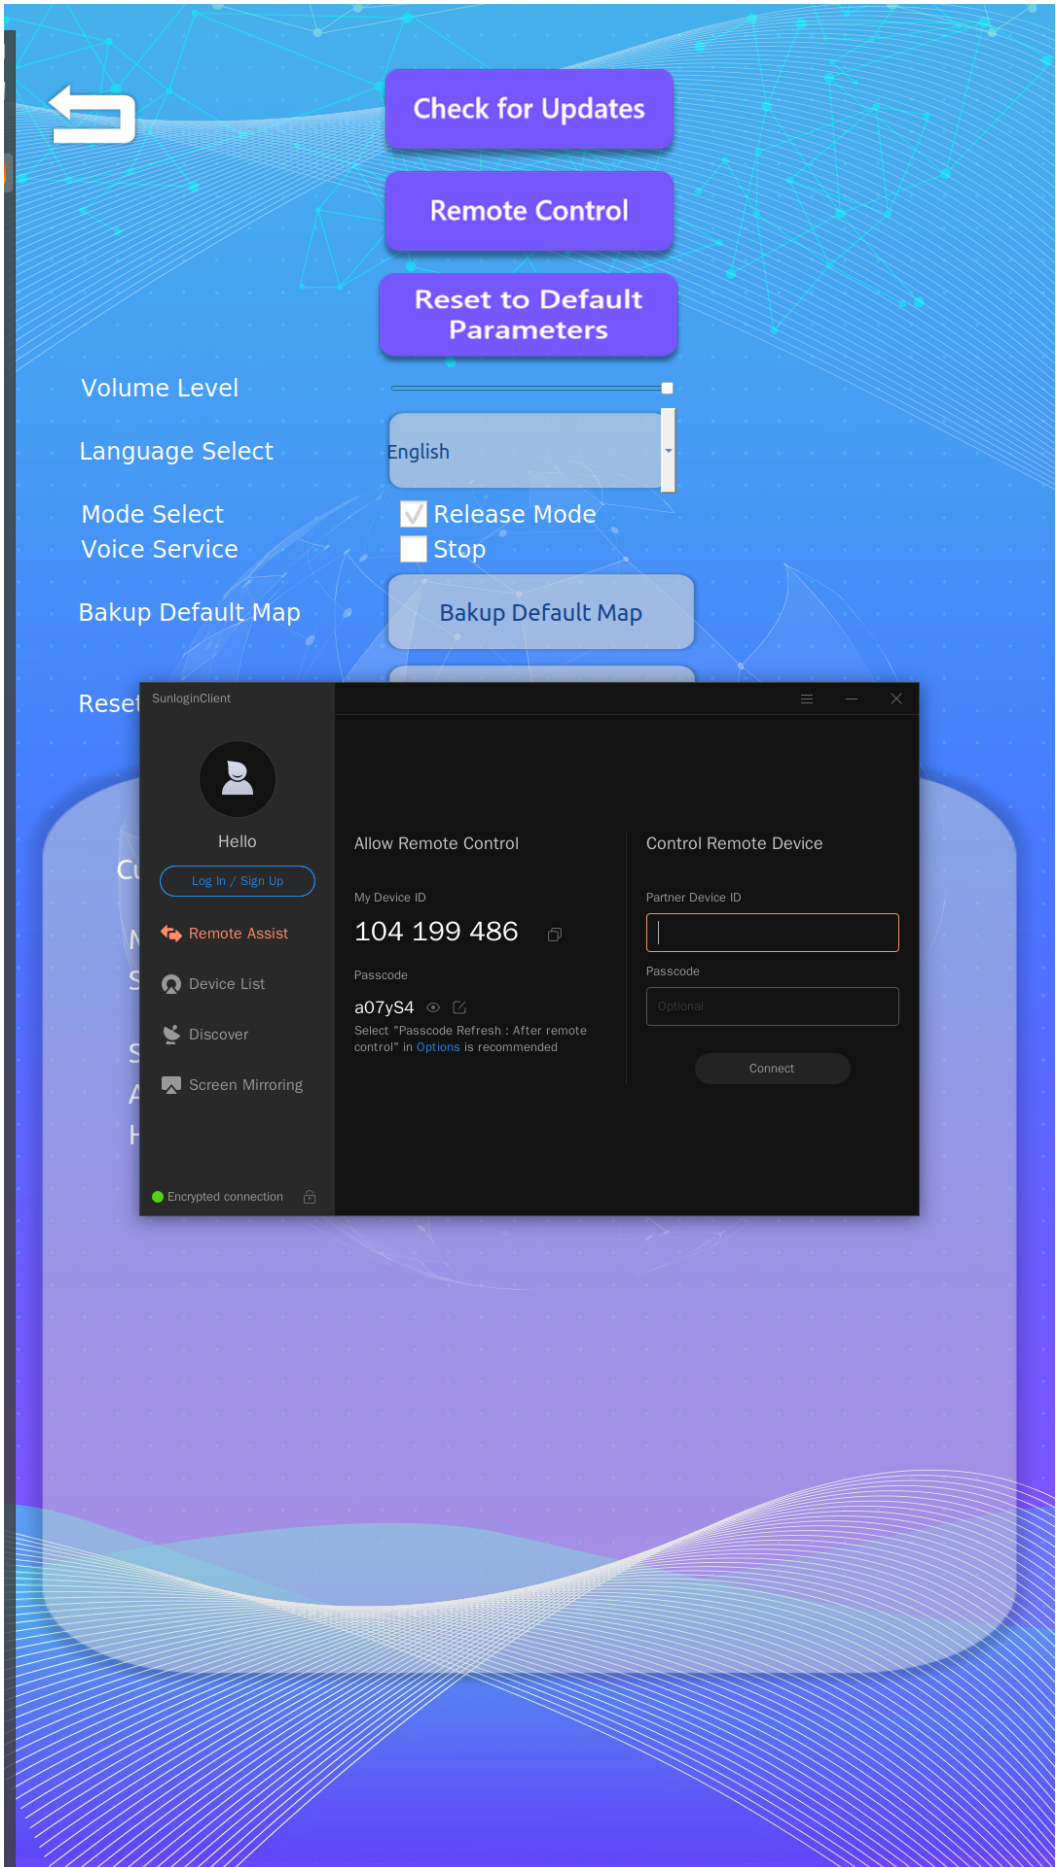 Check for Updates
Remote Control
Reset to Default
Parameters
Volume Level
Language Select
English
Mode Select
Release Mode
Voice Service
Stop
Bakup Default Map
Bakup Default Map
Reset
SunloginClient
Hello
Log In / Sign Up
Remote Assist
Device List
Discover
Screen Mirroring
Encrypted connection
Allow Remote Control
My Device ID
104 199 486
Passcode
a07yS4
Select "Passcode Refresh : After remote
control" in Options is recommended
Control Remote Device
Partner Device ID
Passcode
Optional
Connect